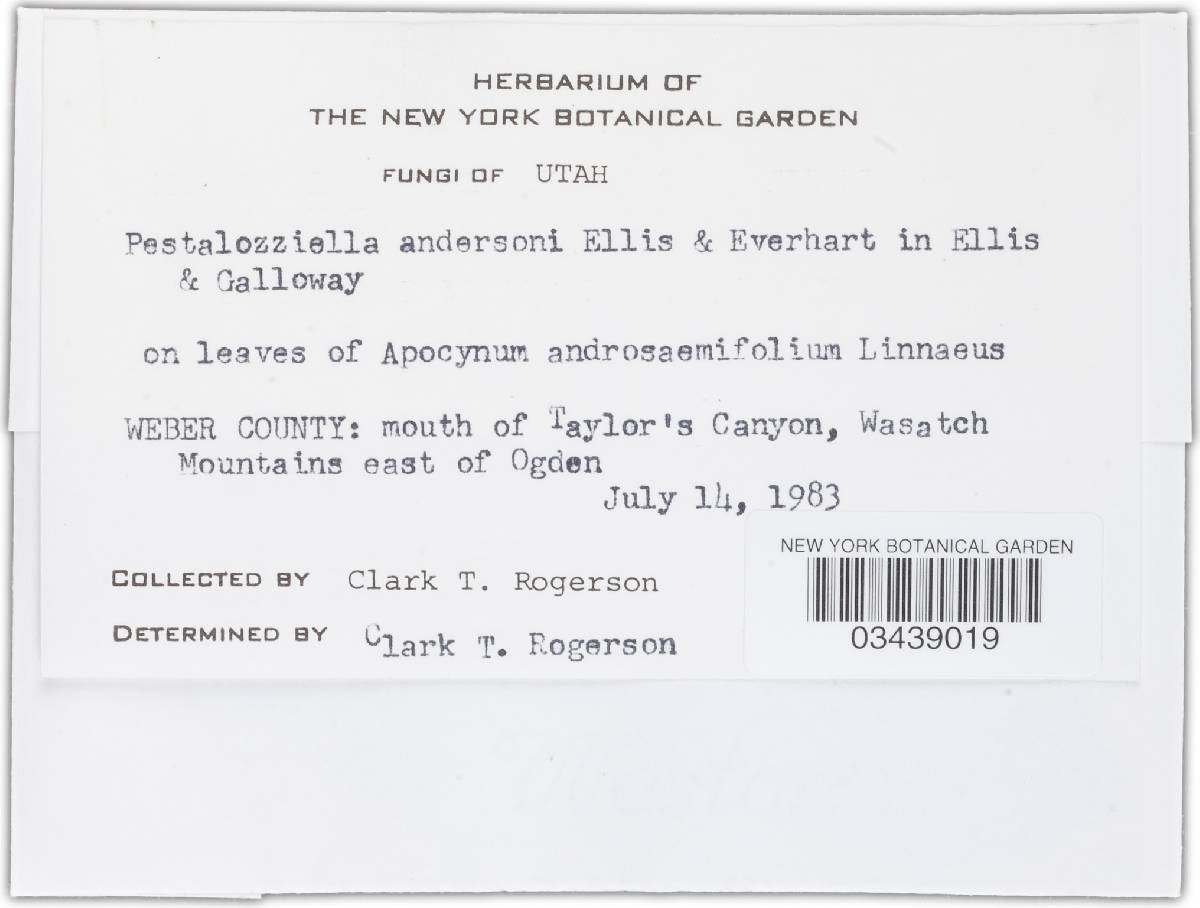 HERBARIUM OF
THE NEW YORK BOTANICAL GARDEN
FUNGI OF UTAH
Pestalozziella andersoni Ellis & Everhart in Ellis
& Galloway
on leaves of Apocynum androsaemifolium Linnaeus
WEBER COUNTY: mouth of Taylor's Canyon, Wasatch
Mountains east of Ogden
July 14, 1983
NEW YORK BOTANICAL GARDEN
03439019
COLLECTED BY Clark T. Rogerson
DETERMINED BY Clark T. Rogerson